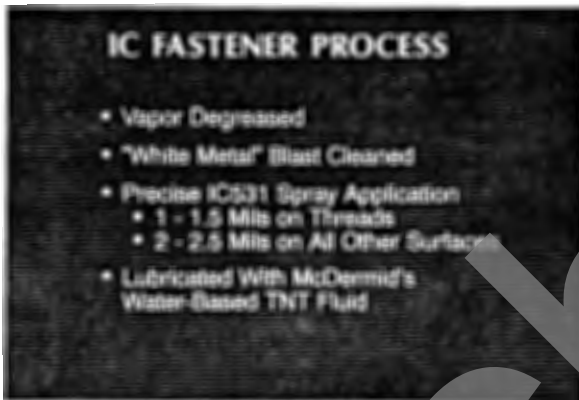 IC FASTENER PROCESS
• Vapor Degreased
• "White Metal" Blast Cleaned
• Precise IC531 Spray Application
• 1 - 1.5 Mils on Threads
• 2 - 2.5 Mils on All Other Surfaces
• Lubricated With McDermid's
Water-Based TNT Fluid